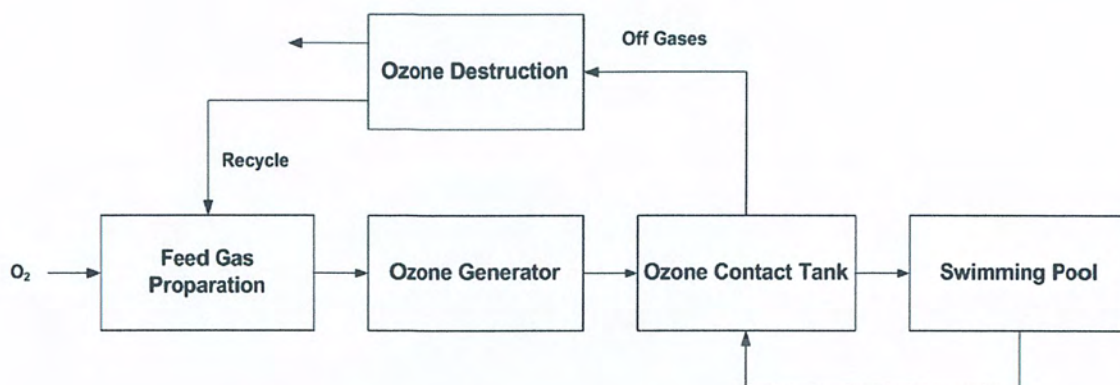 Off Gases
Ozone Destruction
Recycle
O₂
Feed Gas
Proparation
Ozone Generator
Ozone Contact Tank
Swimming Pool